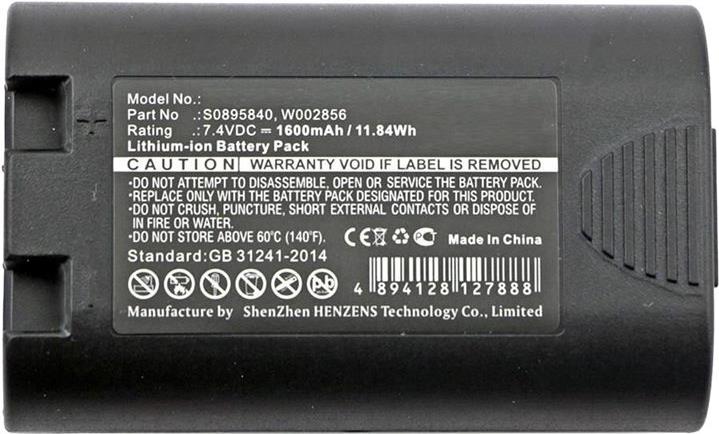 Model No.:
Part No .: S0895840, W002856
Rating .: 7.4VDC ⎓ 1600mAh / 11.84Wh
Lithium-ion Battery Pack
CAUTION WARRANTY VOID IF LABEL IS REMOVED
•DO NOT ATTEMPT TO DISASSEMBLE, OPEN OR SERVICE THE BATTERY PACK.
•REPLACE ONLY WITH THE BATTERY PACK DESIGNATED FOR THIS PRODUCT.
•DO NOT CRUSH, PUNCTURE, SHORT EXTERNAL CONTACTS OR DISPOSE OF
IN FIRE OR WATER.
•DO NOT STORE ABOVE 60°C (140°F). CE Made In China
Standard: GB 31241-2014
4 894128 127888
Pb
Manufacture by ShenZhen HENZENS Technology Co., Limited